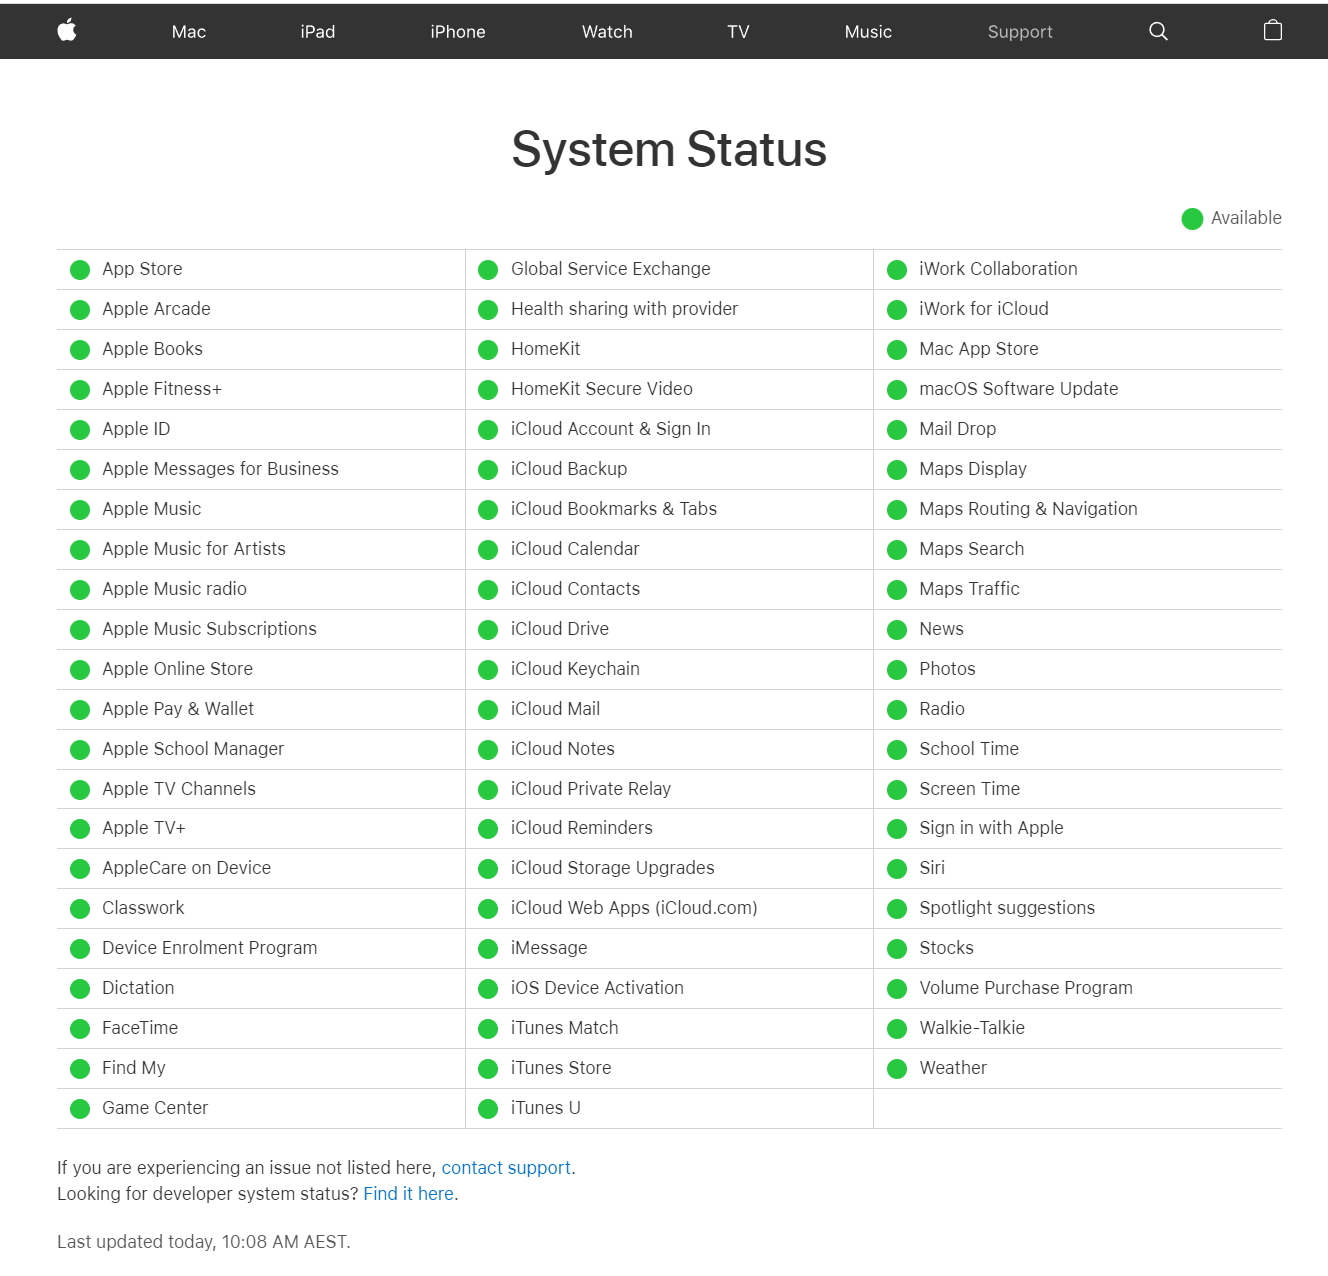 Mac iPad iPhone Watch TV Music Support
System Status
Available
App Store
Apple Arcade
Apple Books
Apple Fitness+
Apple ID
Apple Messages for Business
Apple Music
Apple Music for Artists
Apple Music radio
Apple Music Subscriptions
Apple Online Store
Apple Pay & Wallet
Apple School Manager
Apple TV Channels
Apple TV+
AppleCare on Device
Classwork
Device Enrolment Program
Dictation
FaceTime
Find My
Game Center
Global Service Exchange
Health sharing with provider
HomeKit
HomeKit Secure Video
iCloud Account & Sign In
iCloud Backup
iCloud Bookmarks & Tabs
iCloud Calendar
iCloud Contacts
iCloud Drive
iCloud Keychain
iCloud Mail
iCloud Notes
iCloud Private Relay
iCloud Reminders
iCloud Storage Upgrades
iCloud Web Apps (iCloud.com)
iMessage
iOS Device Activation
iTunes Match
iTunes Store
iTunes U
iWork Collaboration
iWork for iCloud
Mac App Store
macOS Software Update
Mail Drop
Maps Display
Maps Routing & Navigation
Maps Search
Maps Traffic
News
Photos
Radio
School Time
Screen Time
Sign in with Apple
Siri
Spotlight suggestions
Stocks
Volume Purchase Program
Walkie-Talkie
Weather
If you are experiencing an issue not listed here, contact support.
Looking for developer system status? Find it here.
Last updated today, 10:08 AM AEST.